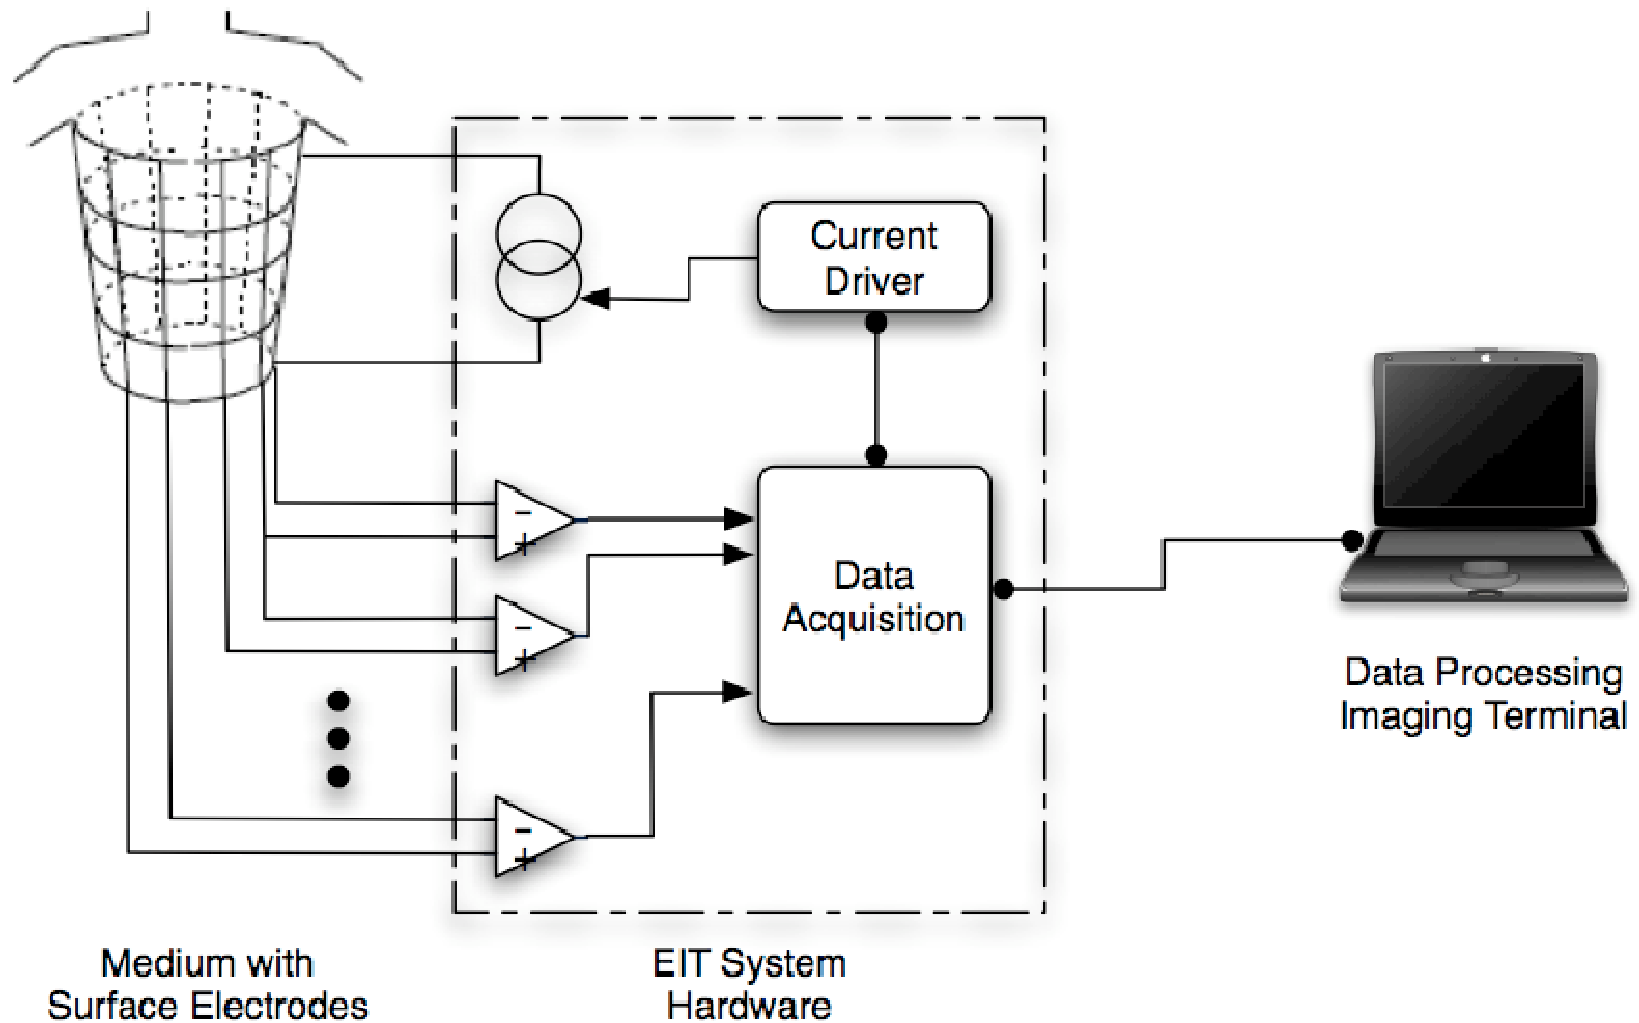 Current
Driver
-
+
-
+
Data
Acquisition
-
+
Data Processing
Imaging Terminal
Medium with
Surface Electrodes
EIT System
Hardware